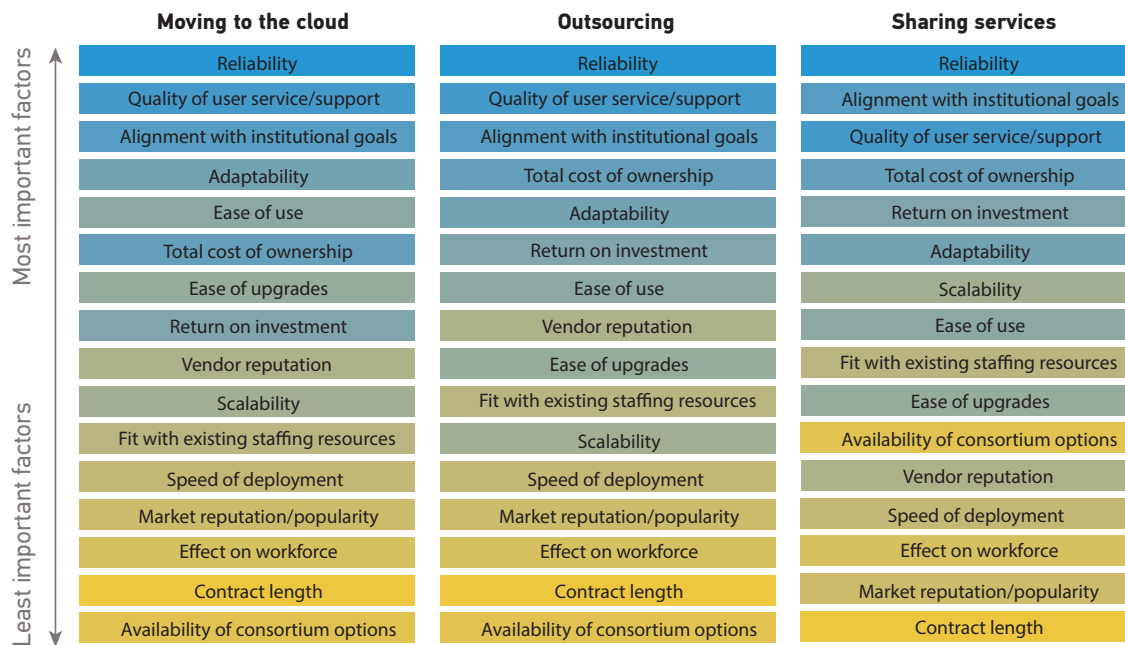 Moving to the cloud
Outsourcing
Sharing services
Most important factors
Least important factors
Reliability
Quality of user service/support
Alignment with institutional goals
Adaptability
Ease of use
Total cost of ownership
Ease of upgrades
Return on investment
Vendor reputation
Scalability
Fit with existing staffing resources
Speed of deployment
Market reputation/popularity
Effect on workforce
Contract length
Availability of consortium options
Reliability
Quality of user service/support
Alignment with institutional goals
Total cost of ownership
Adaptability
Return on investment
Ease of use
Vendor reputation
Ease of upgrades
Fit with existing staffing resources
Scalability
Speed of deployment
Market reputation/popularity
Effect on workforce
Contract length
Availability of consortium options
Reliability
Alignment with institutional goals
Quality of user service/support
Total cost of ownership
Return on investment
Adaptability
Scalability
Ease of use
Fit with existing staffing resources
Ease of upgrades
Availability of consortium options
Vendor reputation
Speed of deployment
Effect on workforce
Market reputation/popularity
Contract length